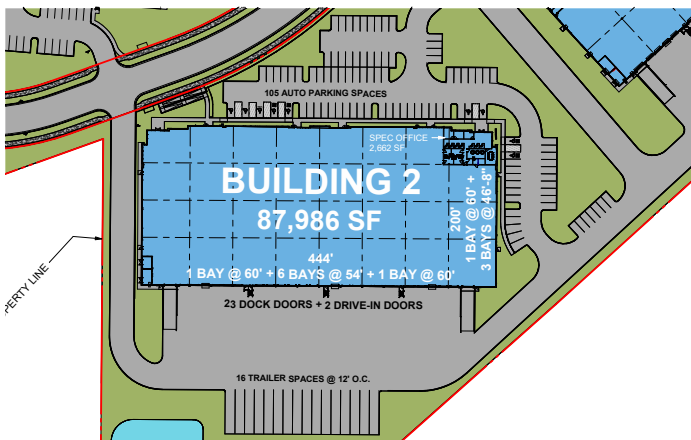 105 AUTO PARKING SPACES
SPEC OFFICE
2,662 SF
BUILDING 2
87,986 SF
200'
1 BAY @ 60' +
3 BAYS @ 46'-8"
444'
1 BAY @ 60' + 6 BAYS @ 54' + 1 BAY @ 60'
PERTY LINE
23 DOCK DOORS + 2 DRIVE-IN DOORS
16 TRAILER SPACES @ 12' O.C.